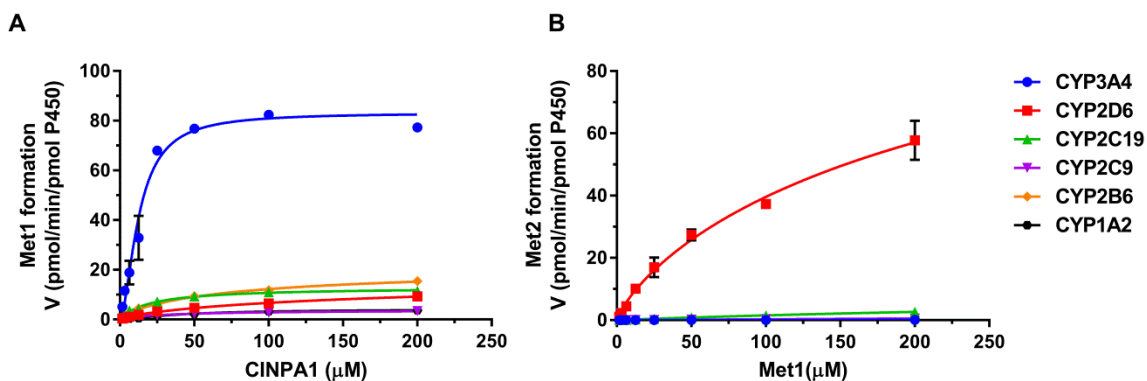 A
Met1 formation
V (pmol/min/pmol P450)
100
80
60
40
20
0
0
50
100
150
200
250
CINPA1 (μM)
B
Met2 formation
V (pmol/min/pmol P450)
80
60
40
20
0
0
50
100
150
200
250
Met1(μM)
CYP3A4
CYP2D6
CYP2C19
CYP2C9
CYP2B6
CYP1A2